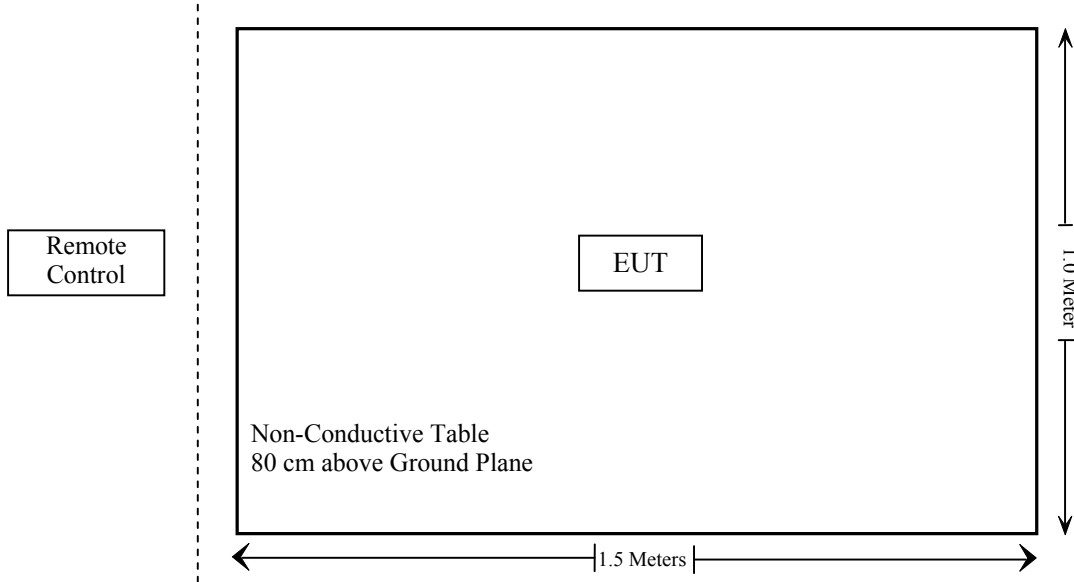 Remote
Control
EUT
1.0 Meter
Non-Conductive Table
80 cm above Ground Plane
1.5 Meters